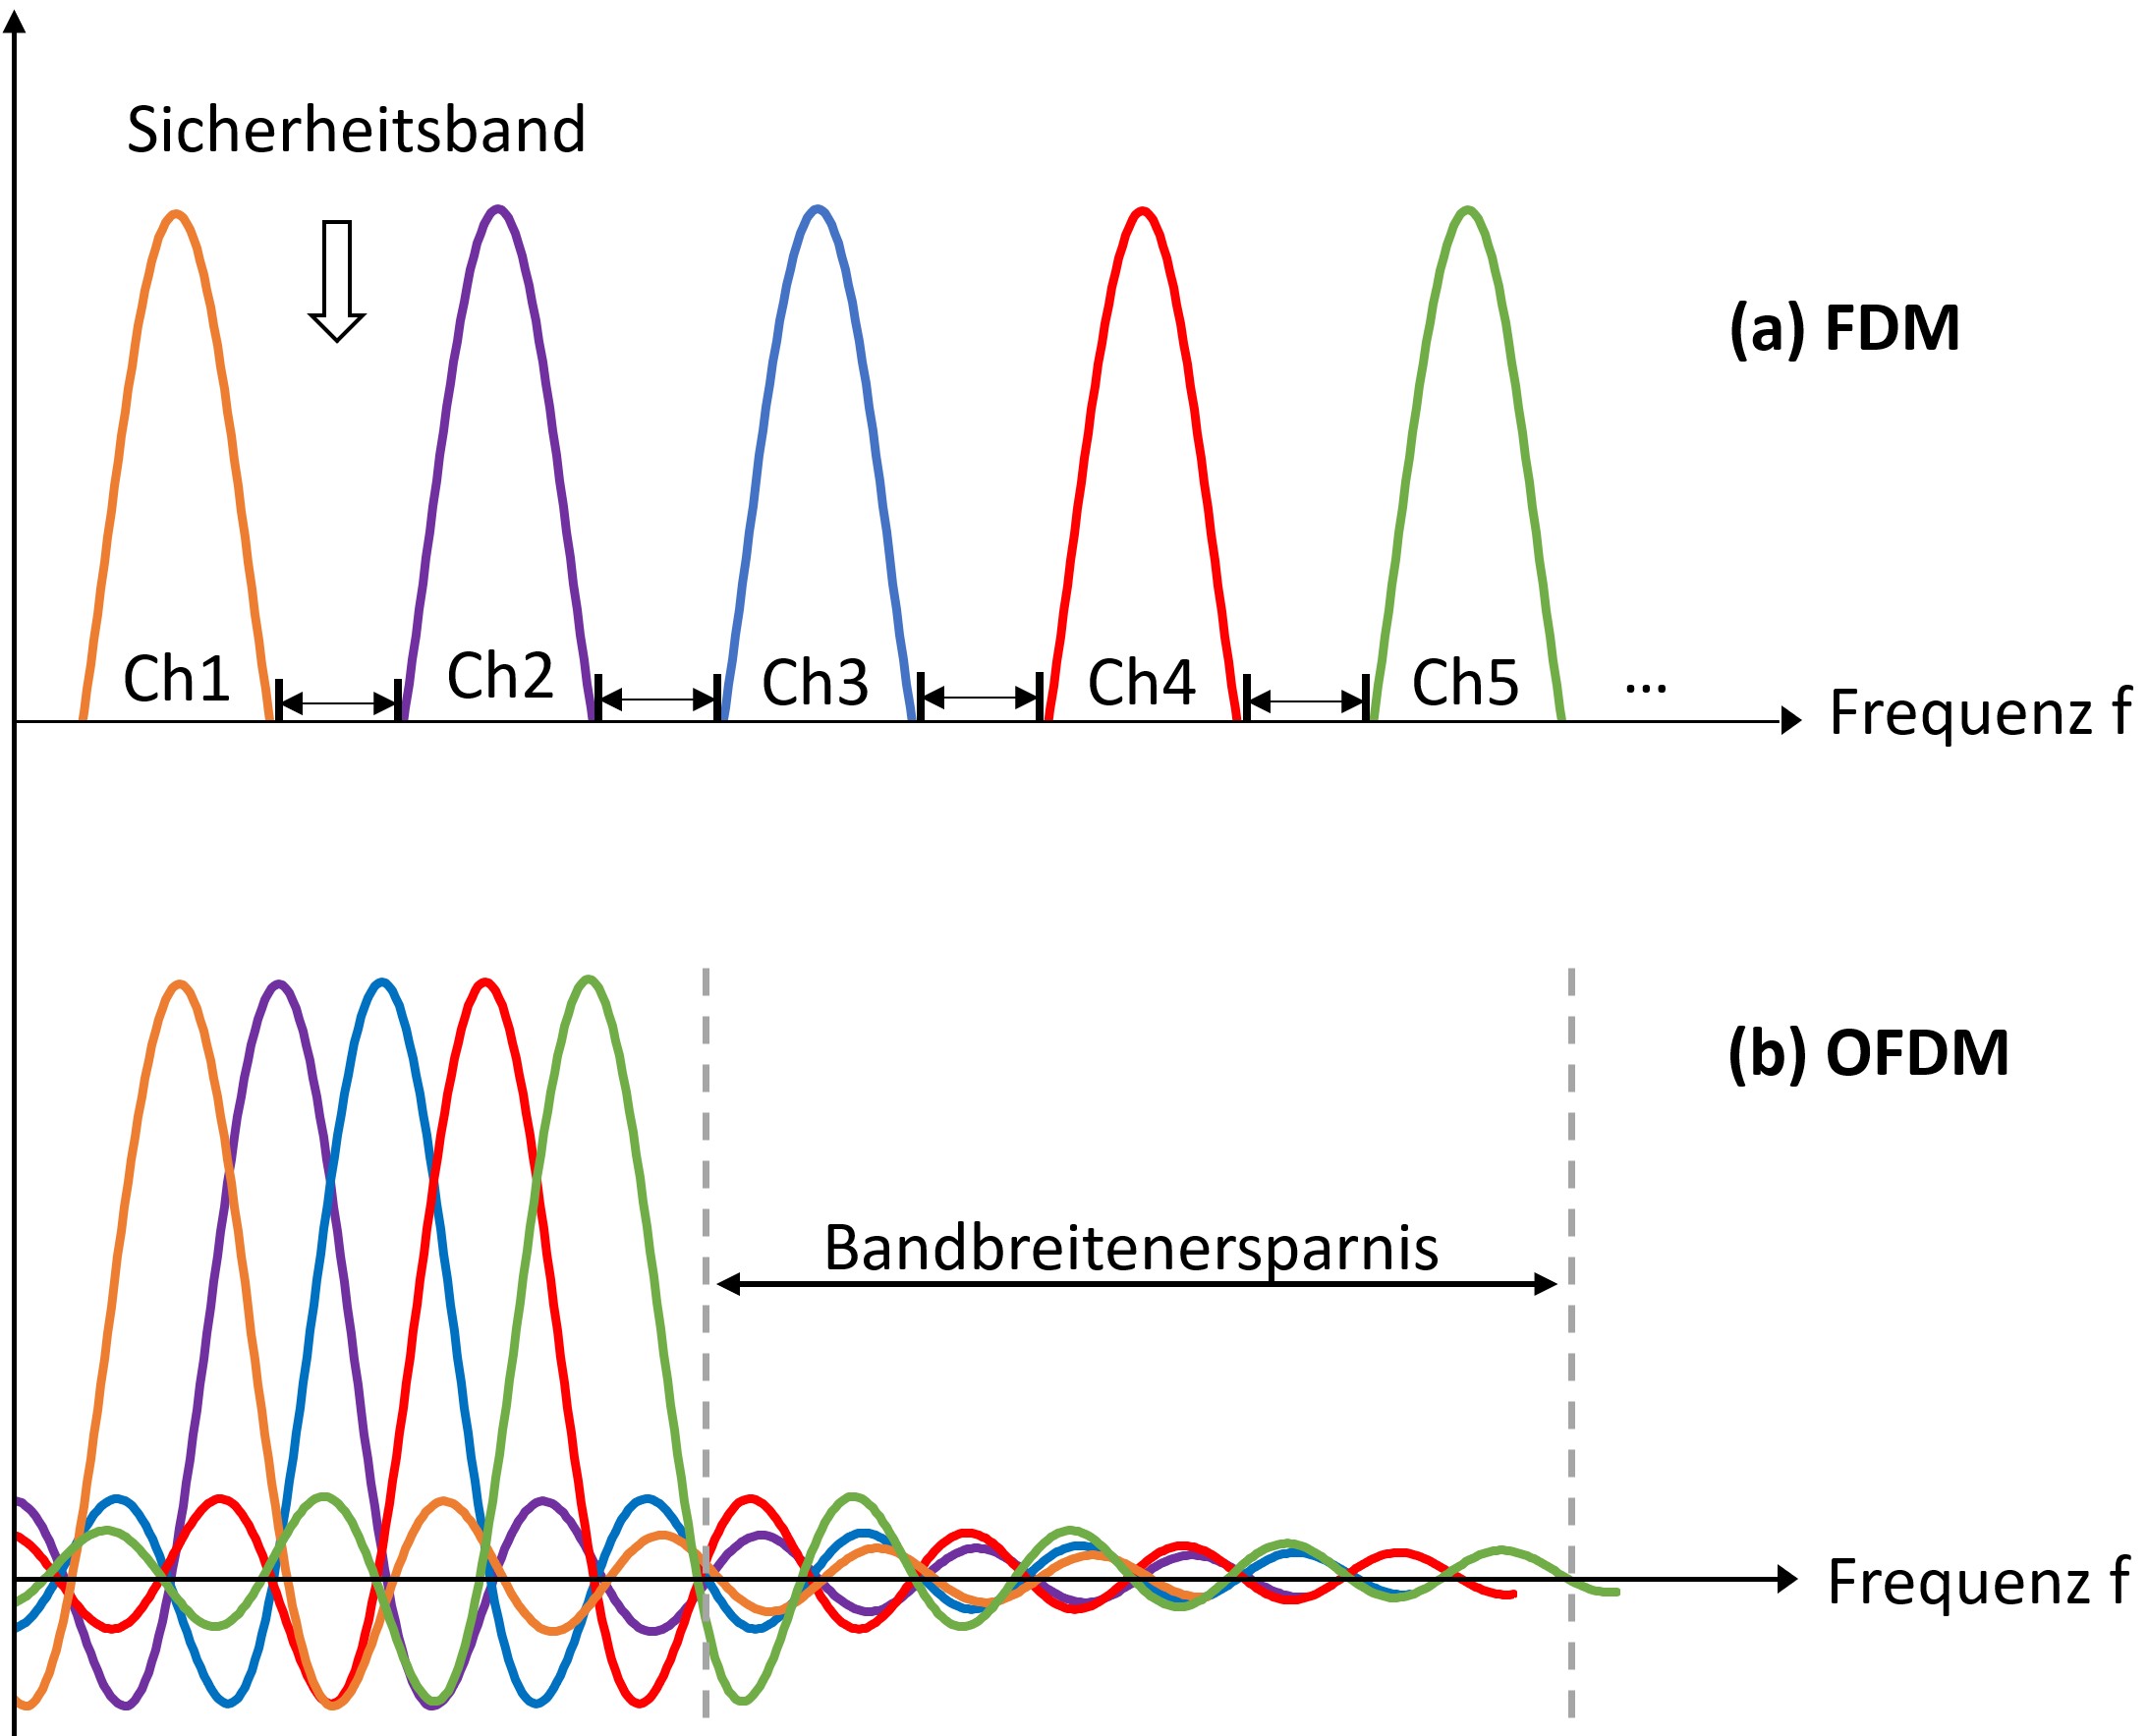 Sicherheitsband
(a) FDM
Ch1
Ch2
Ch3
Ch4
Ch5
...
Frequenz f
(b) OFDM
Bandbreitenersparnis
Frequenz f